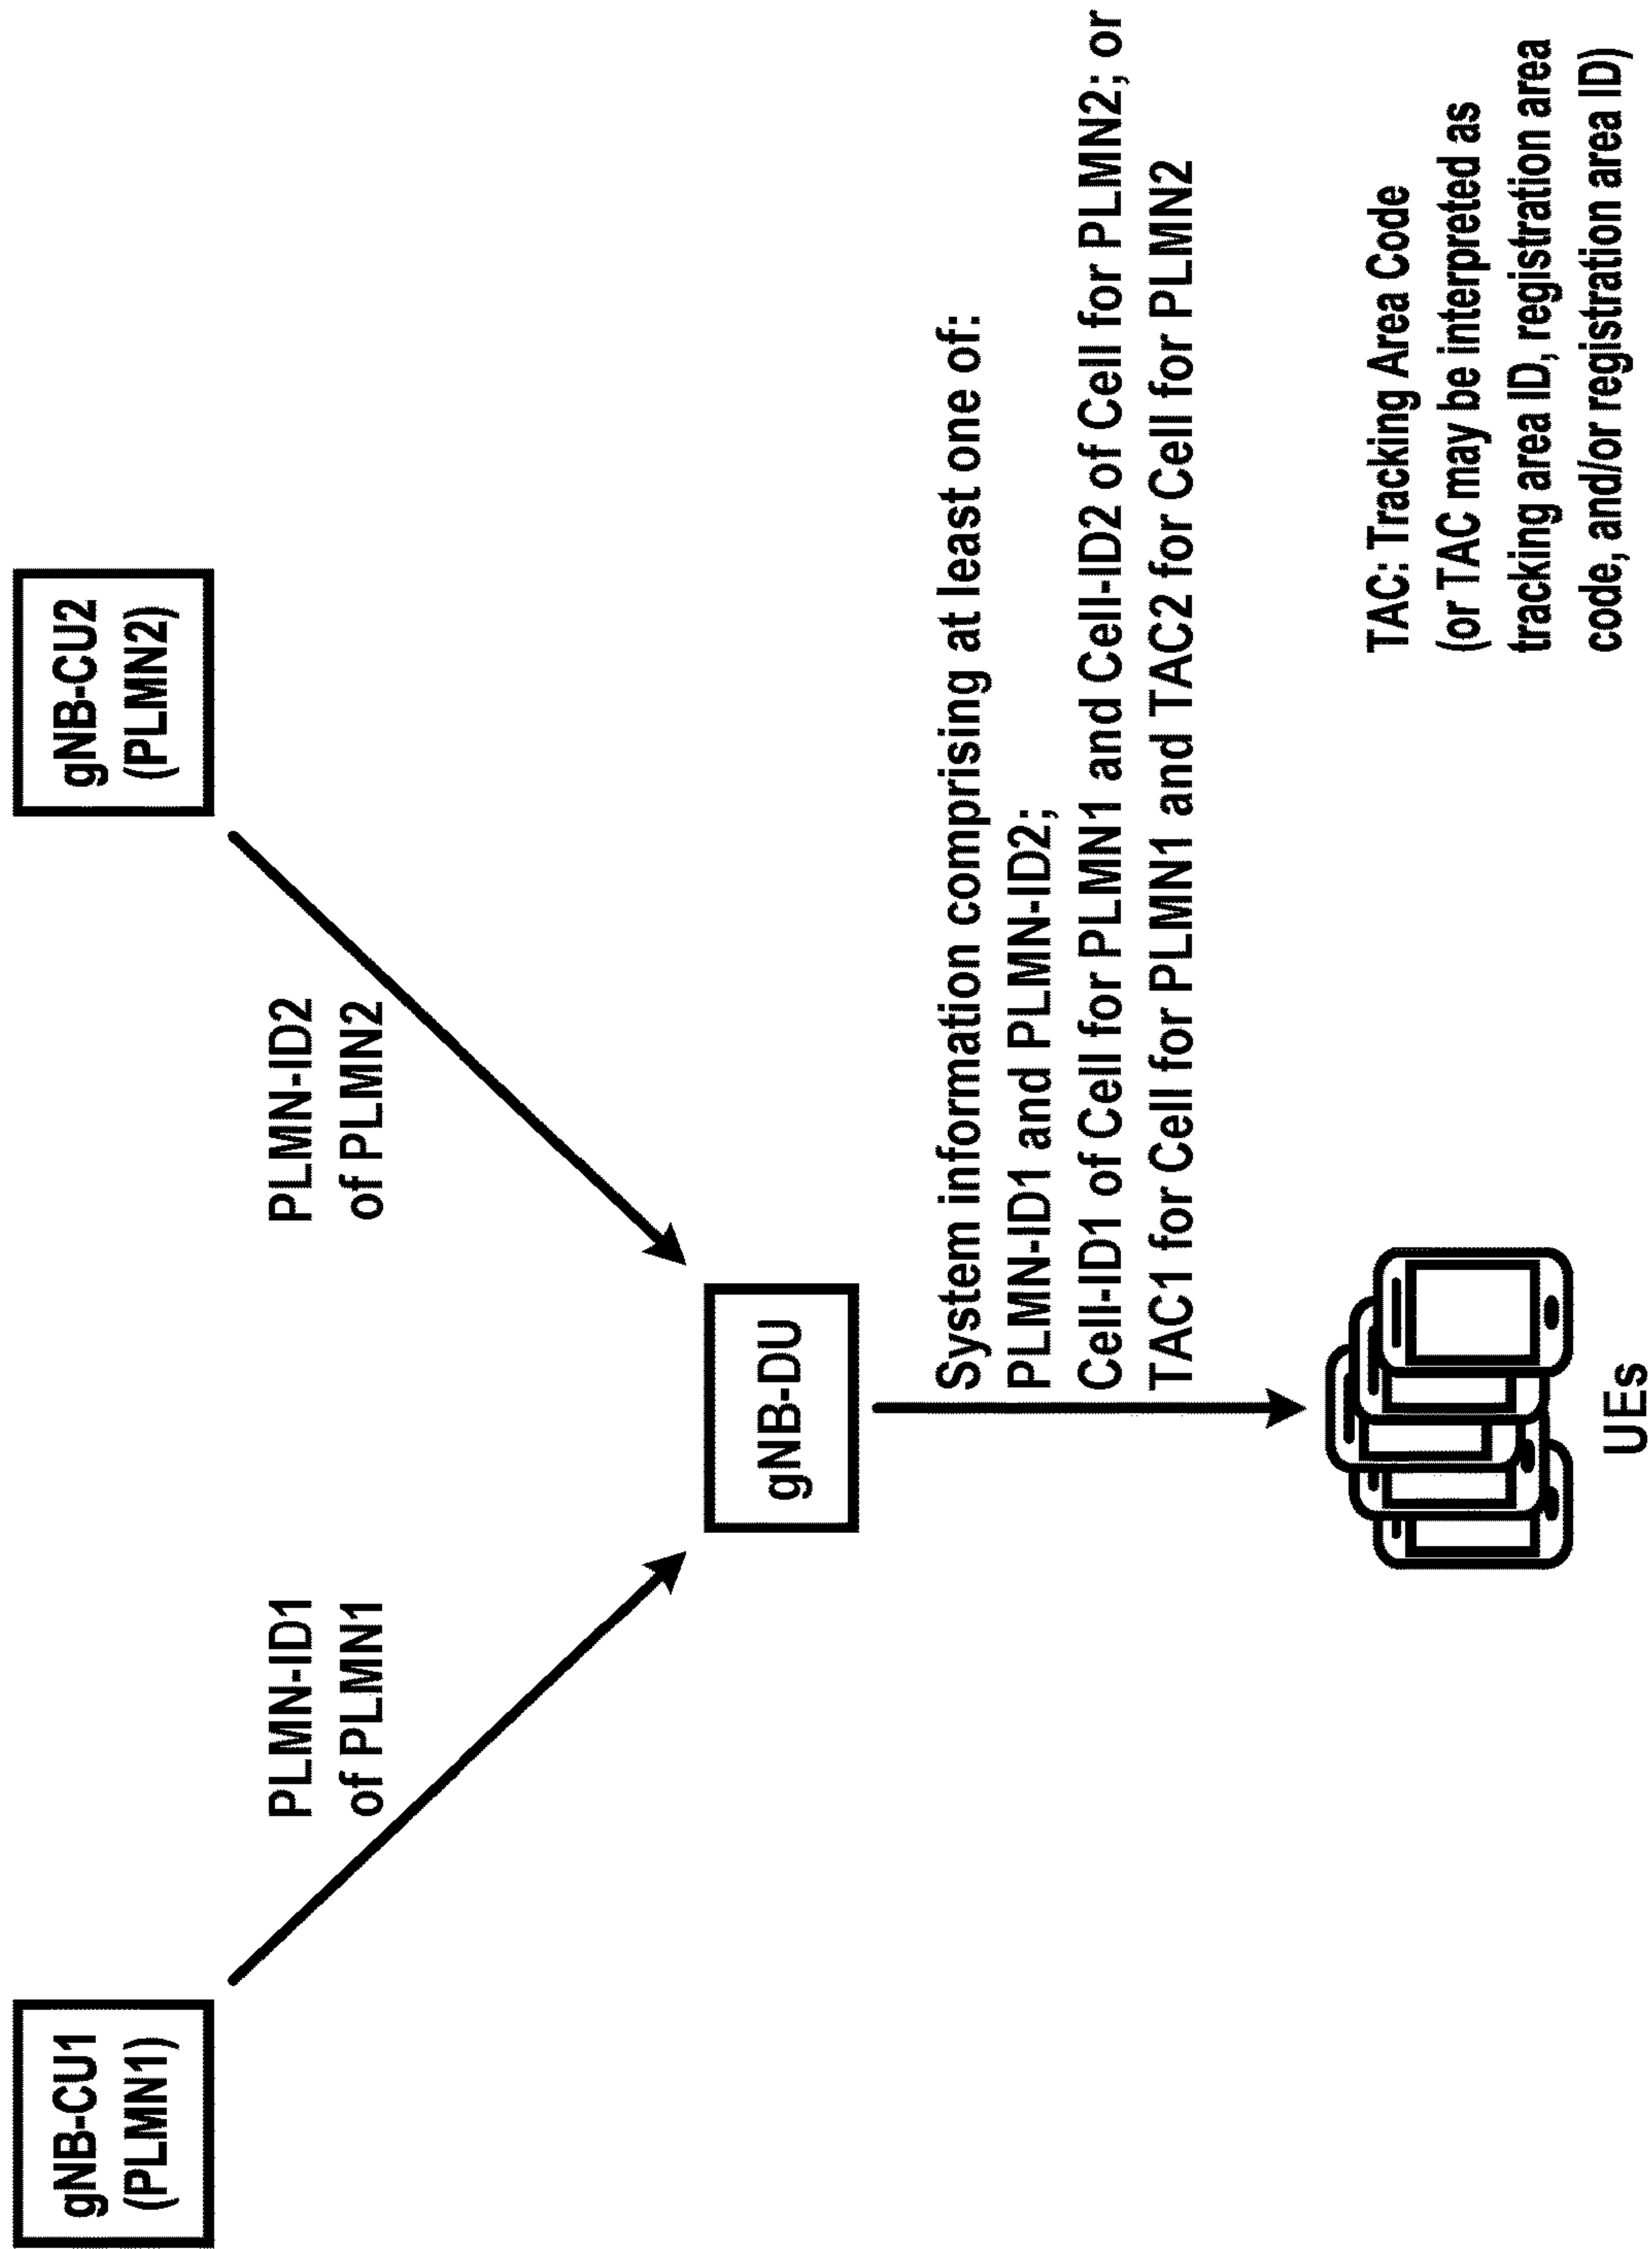 gNB-CU1
(PLMN1)
gNB-CU2
(PLMN2)
PLMN-ID1
of PLMN1
PLMN-ID2
of PLMN2
gNB-DU
System information comprising at least one of:
PLMN-ID1 and PLMN-ID2;
Cell-ID1 of Cell for PLMN1 and Cell-ID2 of Cell for PLMN2; or
TAC1 for Cell for PLMN1 and TAC2 for Cell for PLMN2
UEs
TAC: Tracking Area Code
(or TAC may be interpreted as
tracking area ID, registration area
code, and/or registration area ID)